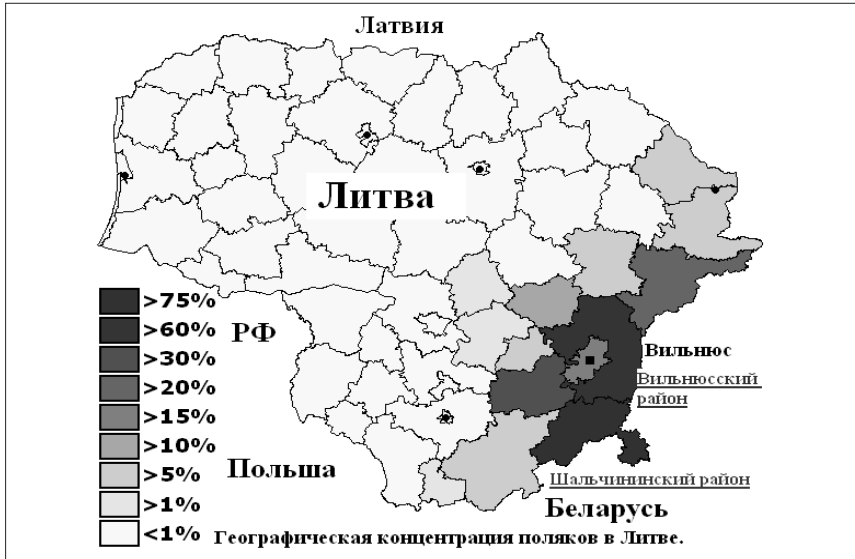 Латвия
Литва
>75%
>60%
>30%
>20%
>15%
>10%
>5%
>1%
<1%
РФ
Вильнюс
Вильнюсский
район
Польша
Шальчининский район
Беларусь
Географическая концентрация поляков в Литве.